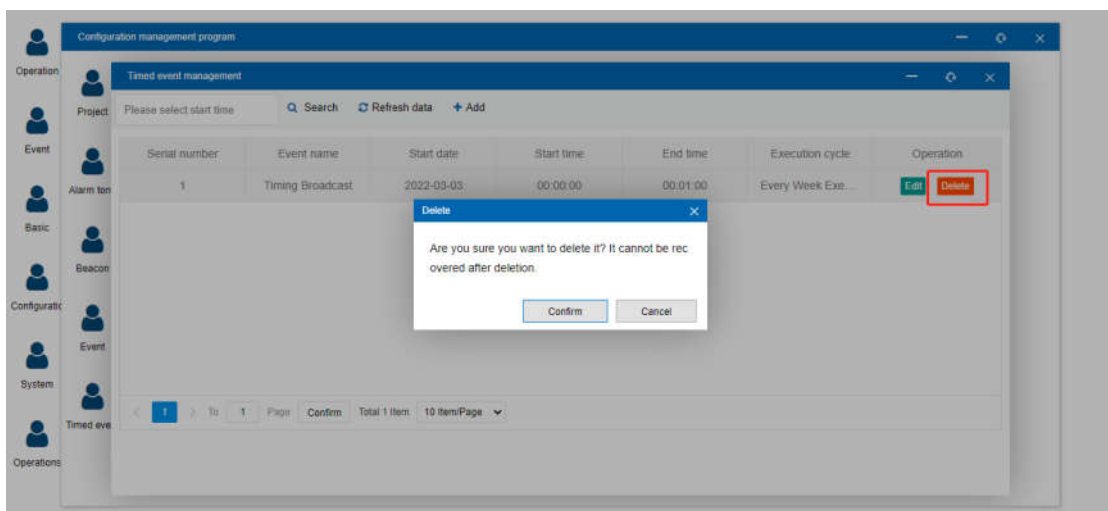 Configuration management program
Operation
Timed event management
Project
Please select start time
Search
Refresh data
+ Add
Event
Serial number
Event name
Start date
Start time
End time
Execution cycle
Operation
Alarm ton
1
Timing Broadcast
2022-03-03
00:00:00
00:01:00
Every Week Exe...
Edit
Delete
Basic
Delete
Are you sure you want to delete it? It cannot be rec
overed after deletion.
Beacon
Configuratic
Confirm
Cancel
Event
System
< 1 > To 1 Page Confirm Total 1 Item 10 Item/Page
Timed eve
Operations